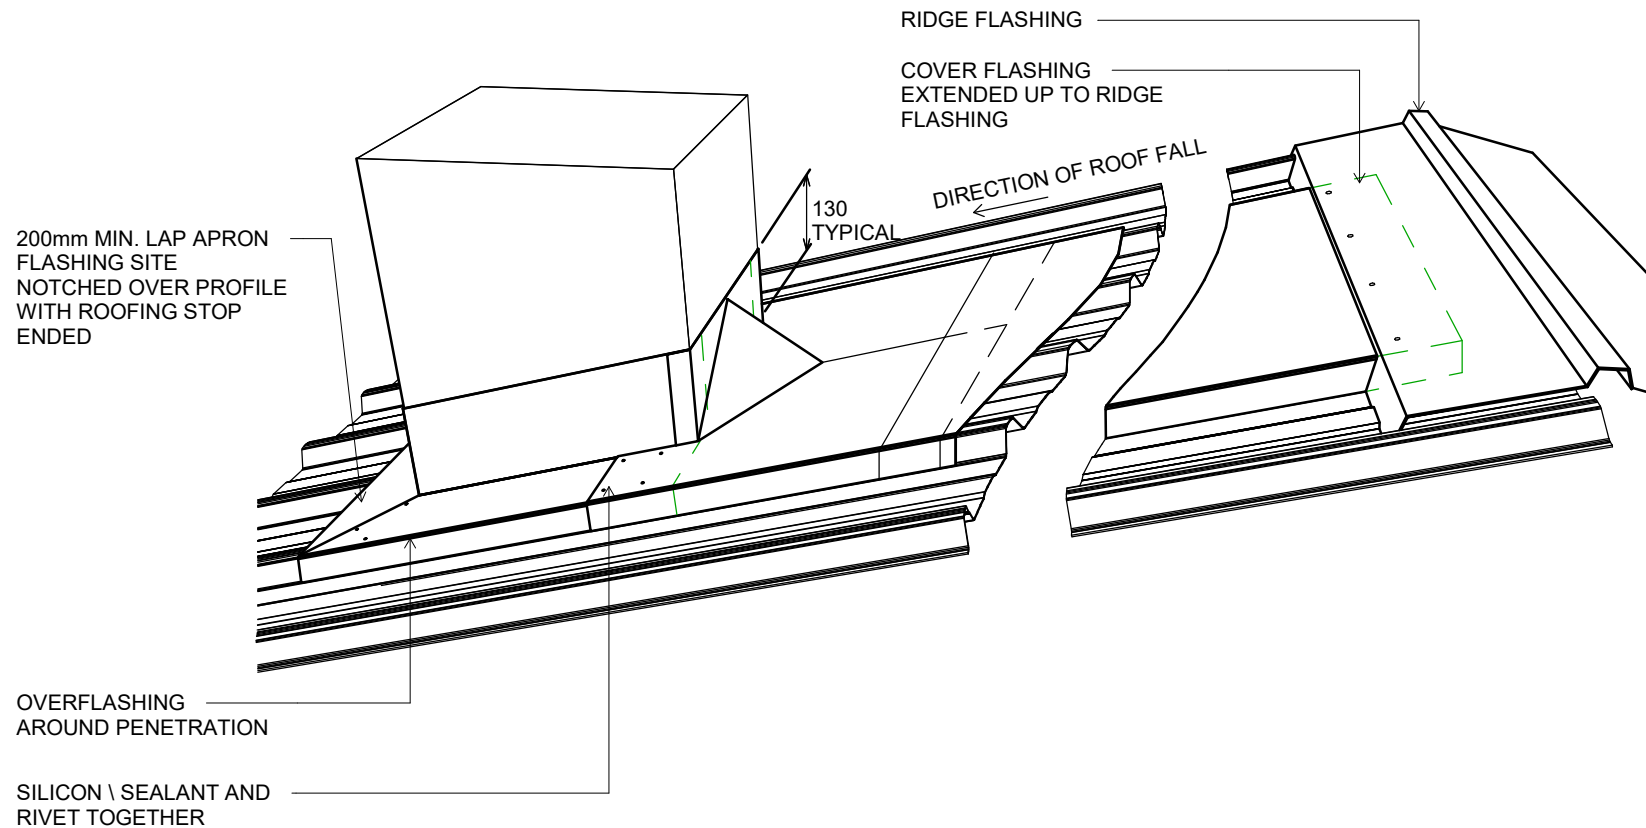 RIDGE FLASHING
COVER FLASHING
EXTENDED UP TO RIDGE
FLASHING
DIRECTION OF ROOF FALL
130
TYPICAL
200mm MIN. LAP APRON
FLASHING SITE
NOTCHED OVER PROFILE
WITH ROOFING STOP
ENDED
OVERFLASHING
AROUND PENETRATION
SILICON \ SEALANT AND
RIVET TOGETHER